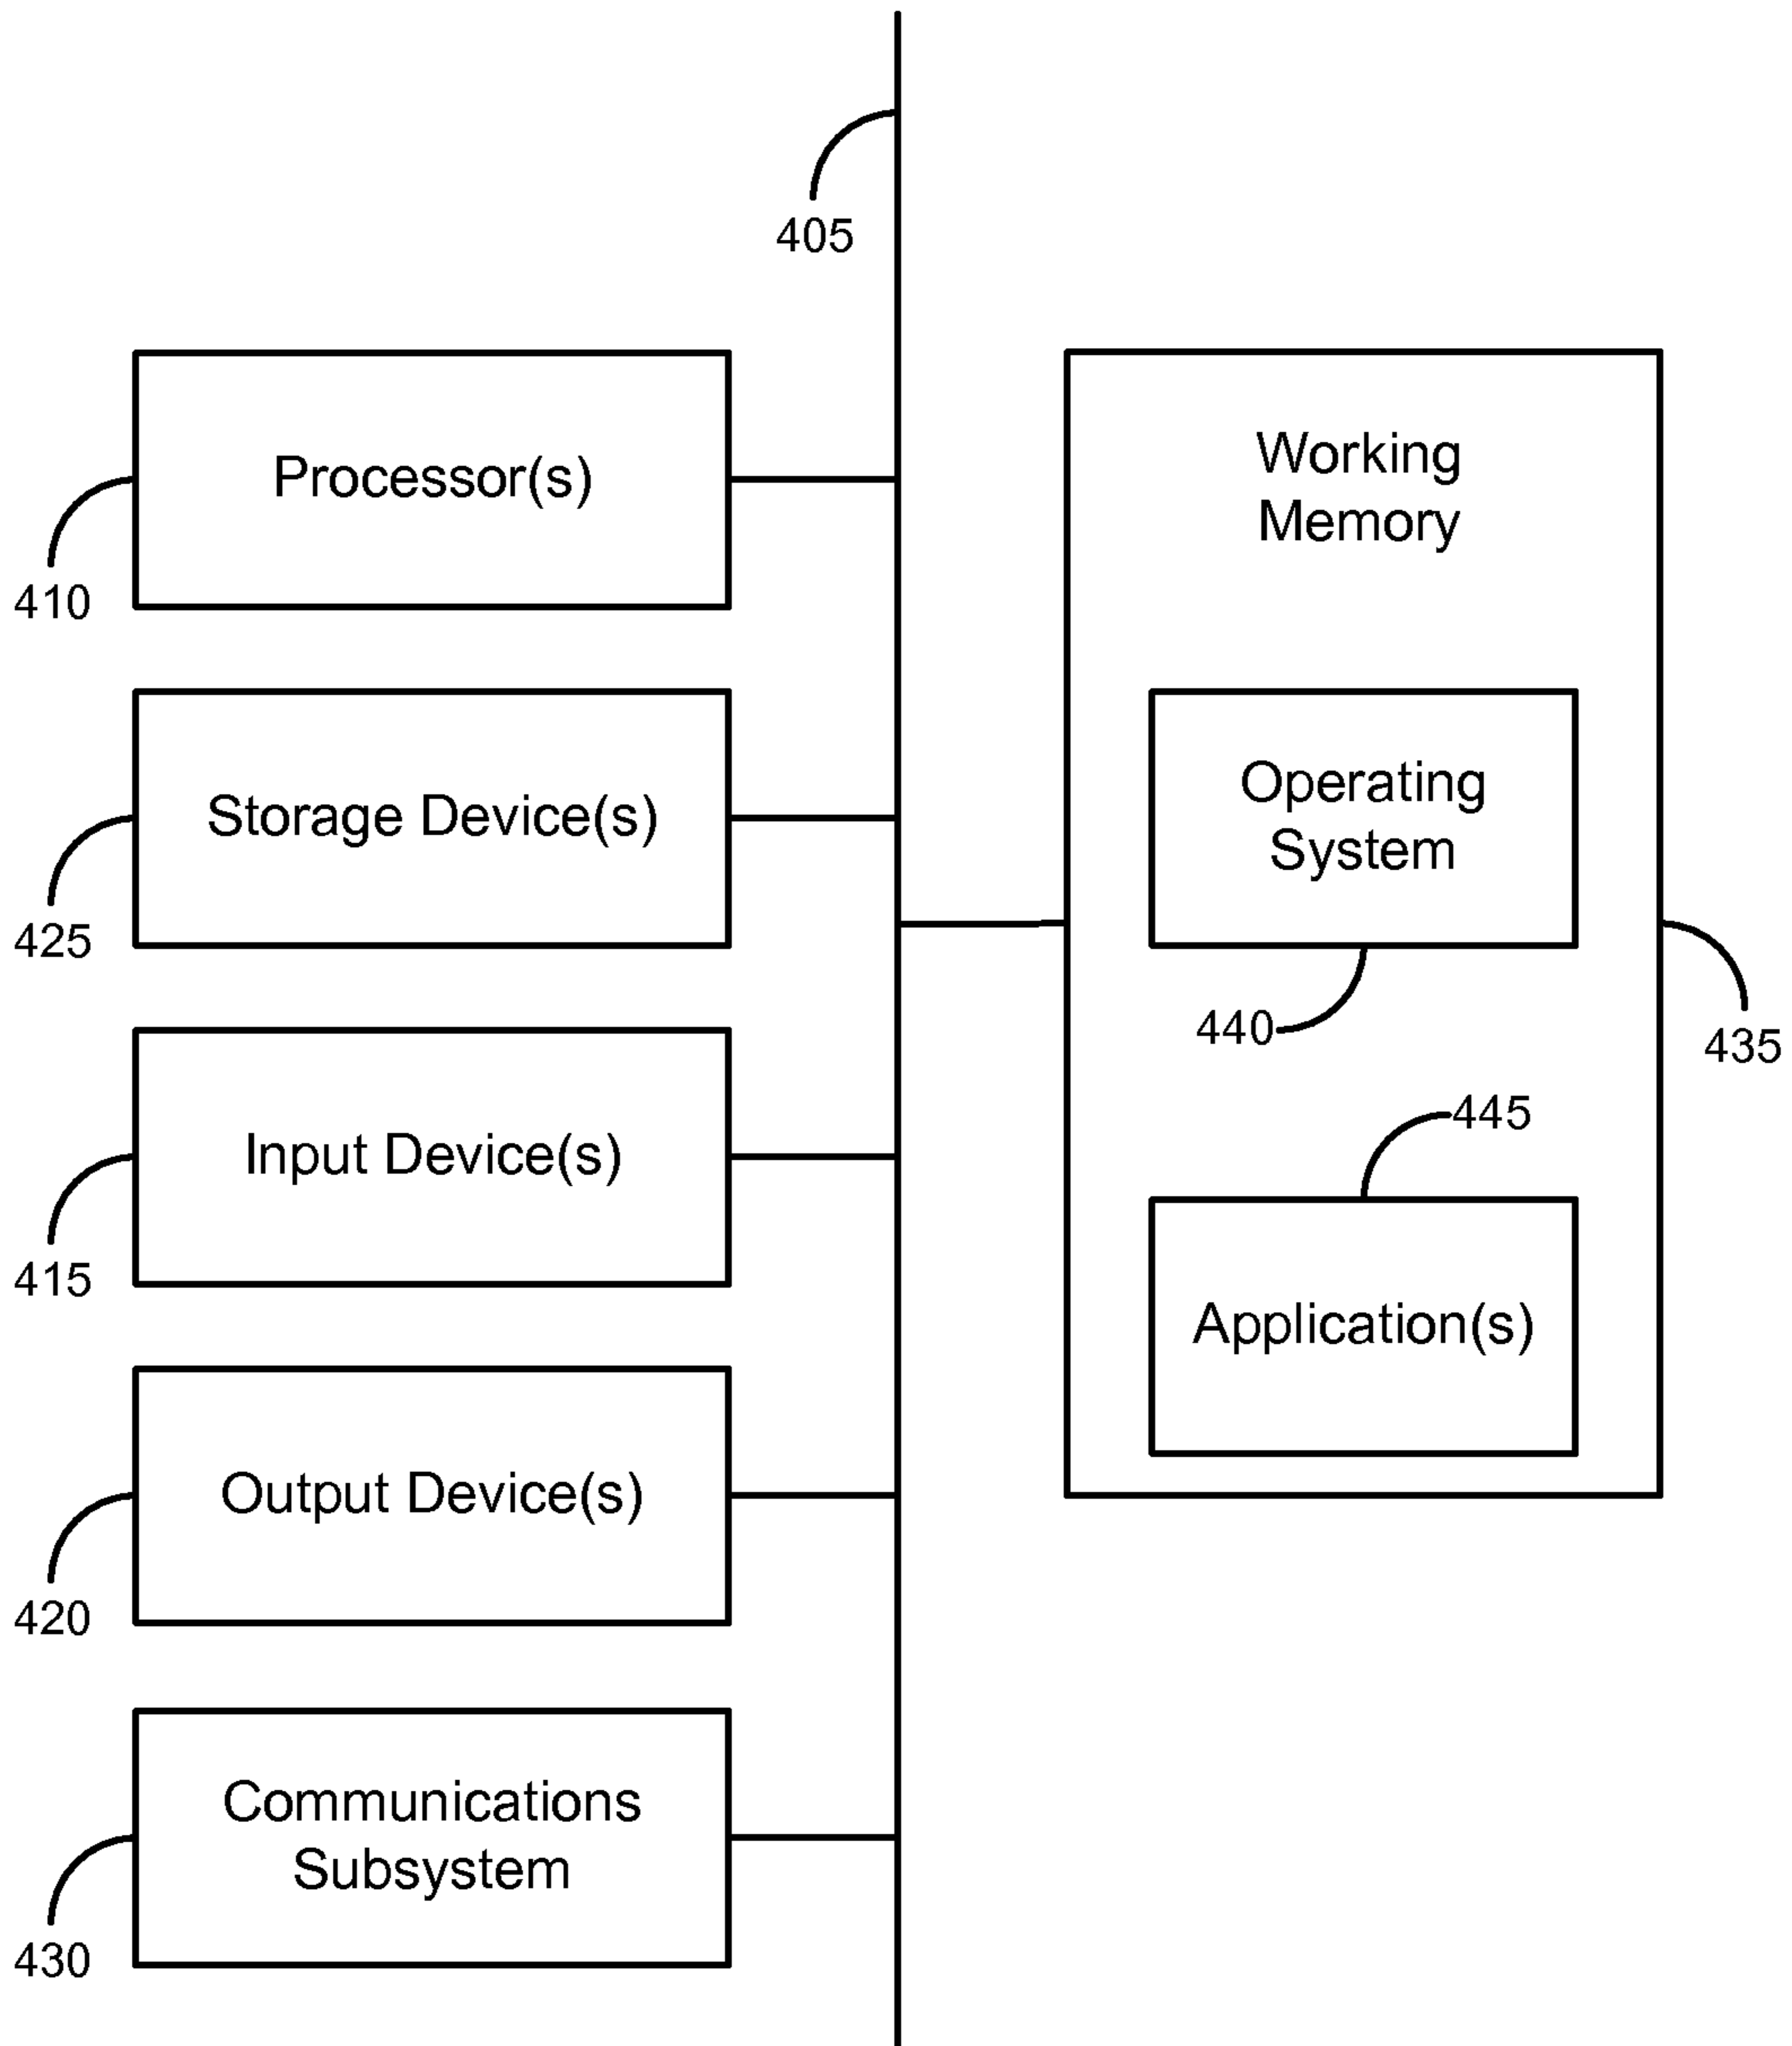 405
Processor(s)
410
Storage Device(s)
425
Input Device(s)
415
Output Device(s)
420
Communications
Subsystem
430
Working
Memory
Operating
System
440
435
445
Application(s)